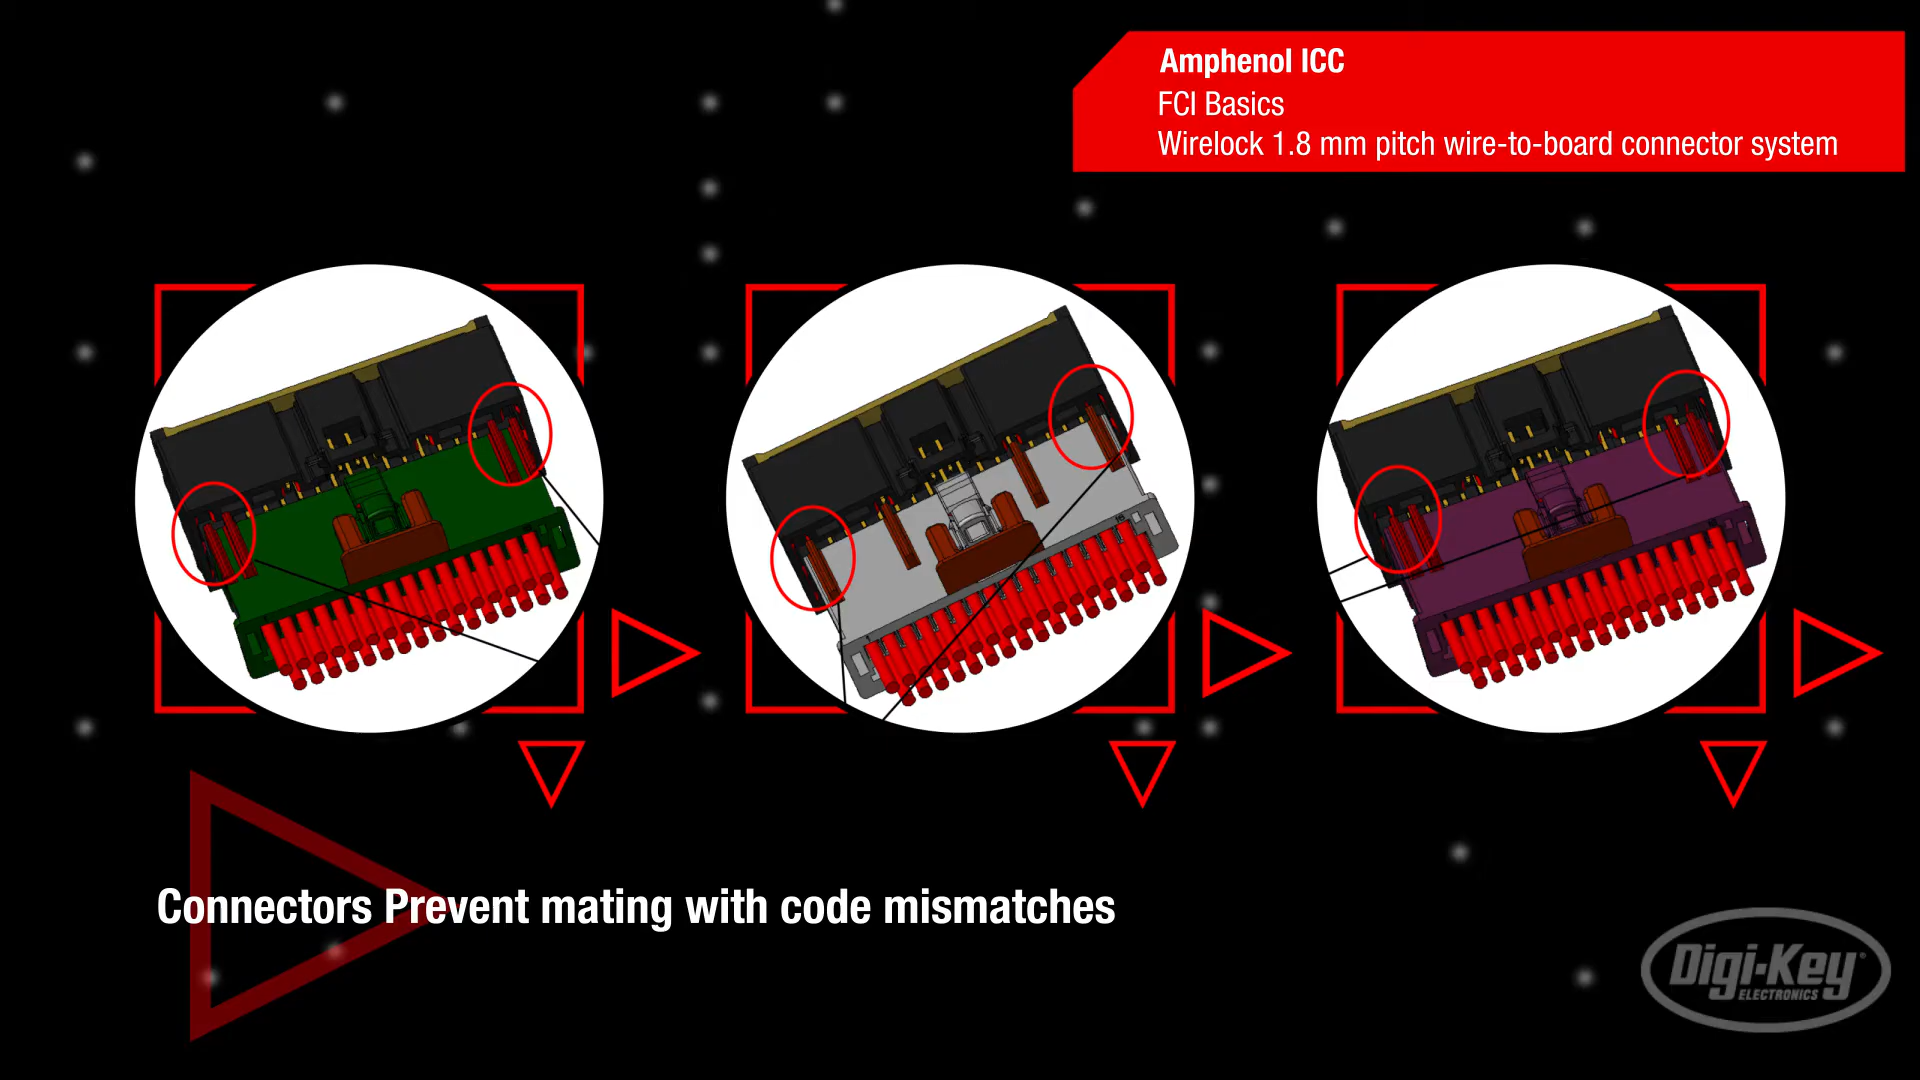 Amphenol ICC
FCI Basics
Wirelock 1.8 mm pitch wire-to-board connector system
Connectors Prevent mating with code mismatches
Digi-Key®
ELECTRONICS